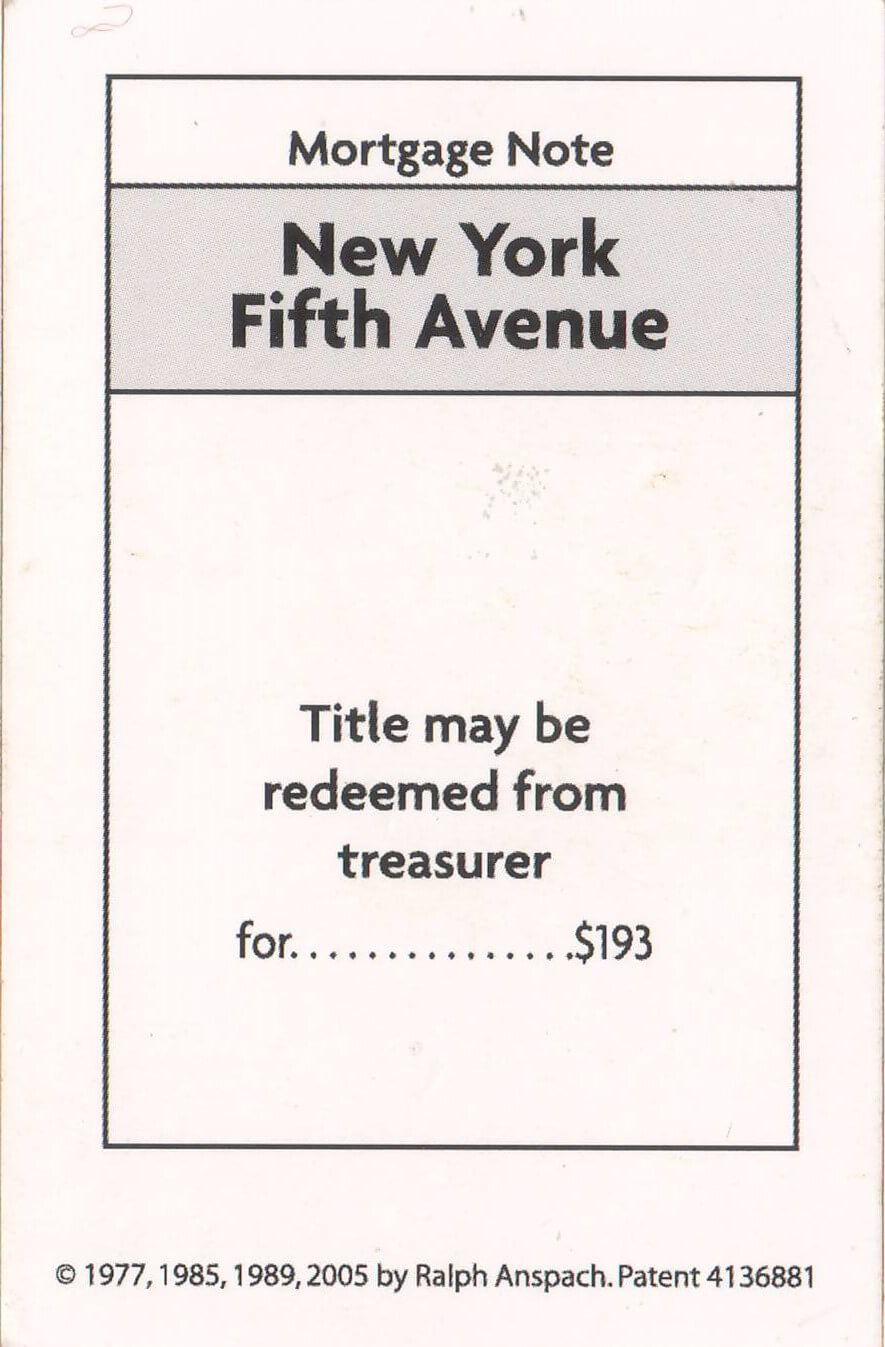 Mortgage Note
New York
Fifth Avenue
Title may be
redeemed from
treasurer
for................$193
© 1977, 1985, 1989, 2005 by Ralph Anspach. Patent 4136881